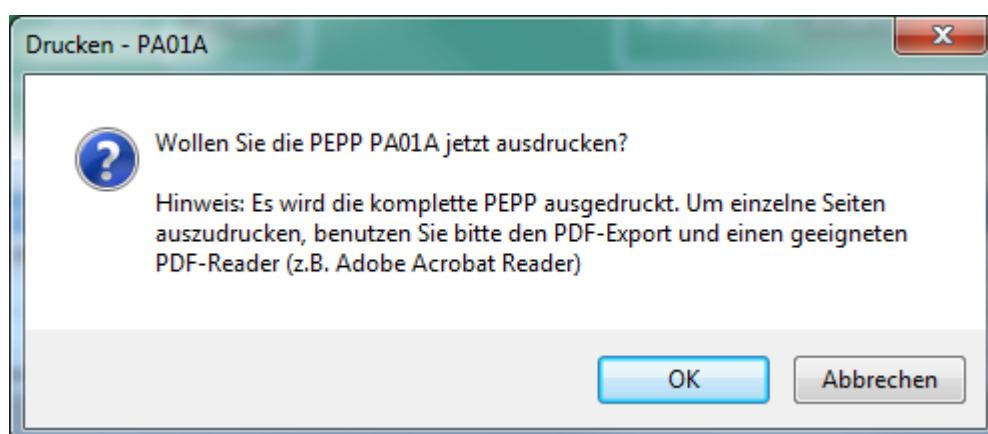 Drucken - PA01A
Wollen Sie die PEPP PA01A jetzt ausdrucken?
Hinweis: Es wird die komplette PEPP ausgedruckt. Um einzelne Seiten
auszudrucken, benutzen Sie bitte den PDF-Export und einen geeigneten
PDF-Reader (z.B. Adobe Acrobat Reader)
OK
Abbrechen